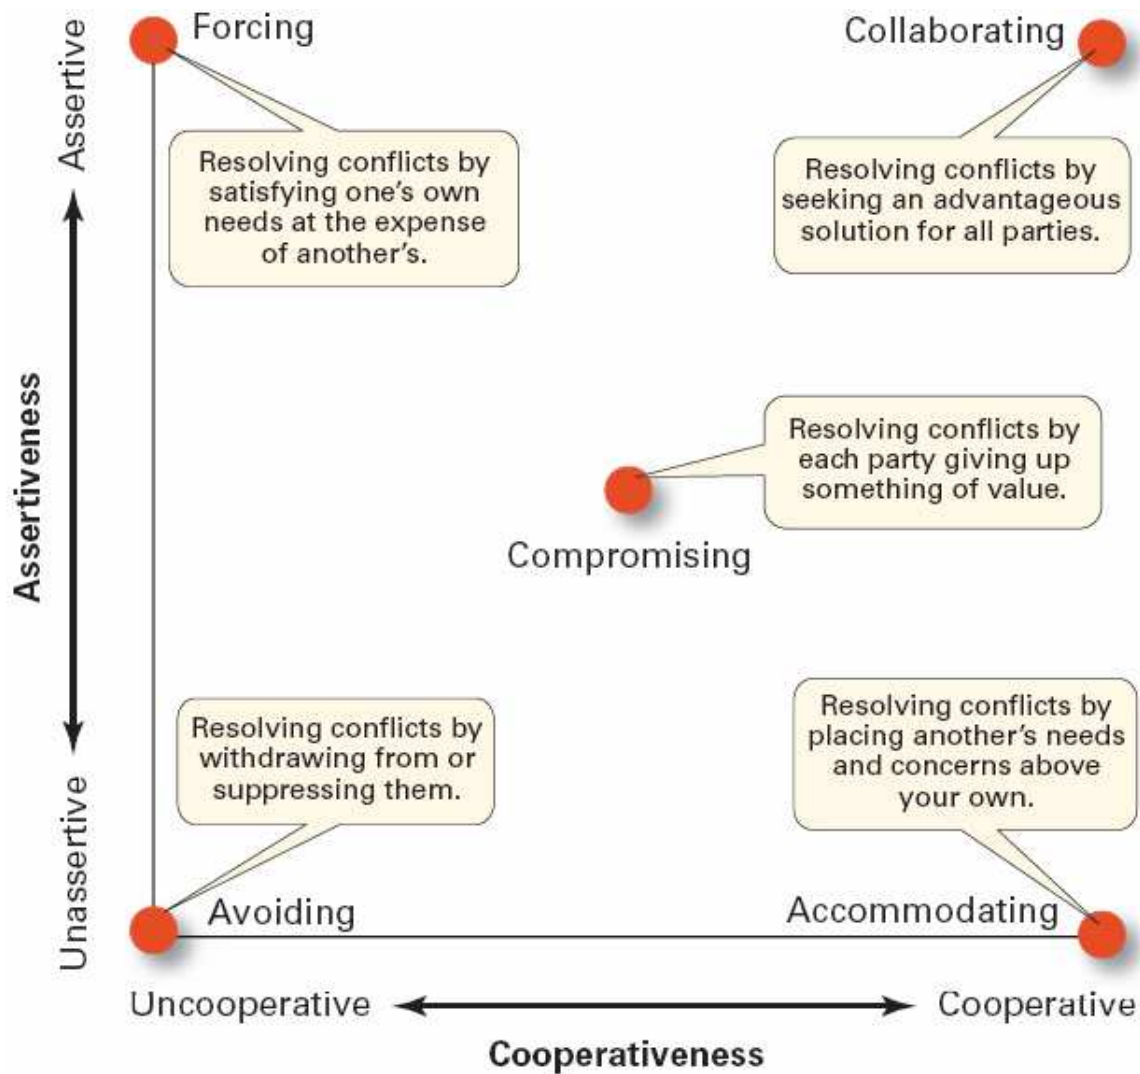 Forcing
Collaborating
Assertive
Resolving conflicts by
satisfying one's own
needs at the expense
of another's.
Resolving conflicts by
seeking an advantageous
solution for all parties.
Assertiveness
Resolving conflicts by
each party giving up
something of value.
Compromising
Resolving conflicts by
withdrawing from or
suppressing them.
Resolving conflicts by
placing another's needs
and concerns above
your own.
Unassertive
Avoiding
Accommodating
Uncooperative
Cooperative
Cooperativeness